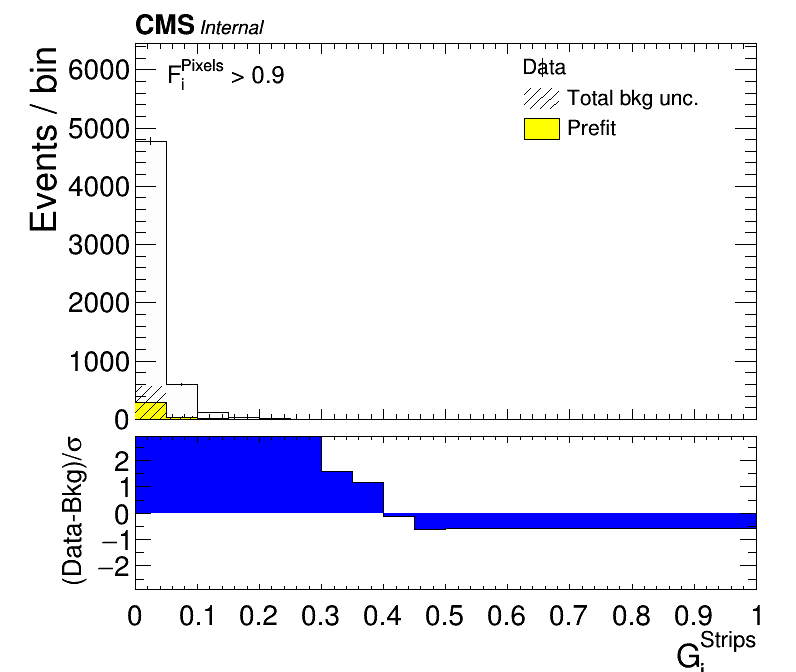 CMS Internal
F_i^Pixels > 0.9
Data
Total bkg unc.
Prefit
Events / bin
6000
5000
4000
3000
2000
1000
0
(Data-Bkg)/σ
2
1
0
−1
−2
0 0.1 0.2 0.3 0.4 0.5 0.6 0.7 0.8 0.9 1
G_i^Strips